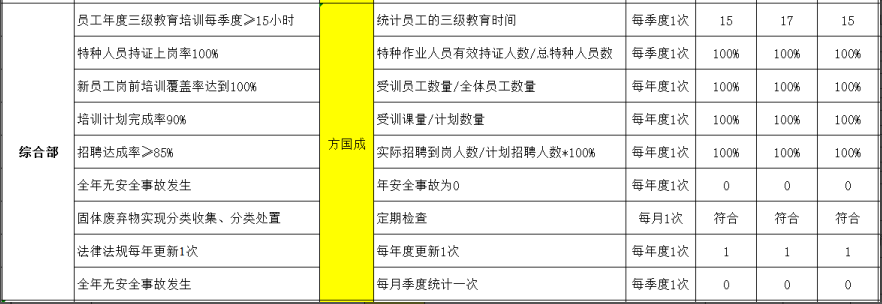 员工年度三级教育培训每季度≥15小时 统计员工的三级教育时间 每季度1次 15 17 15
特种人员持证上岗率100% 特种作业人员有效持证人数/总特种人员数 每季度1次 100% 100% 100%
新员工岗前培训覆盖率达到100% 受训员工数量/全体员工数量 每年度1次 100% 100% 100%
培训计划完成率90% 受训课量/计划数量 每年度1次 100% 100% 100%
综合部 招聘达成率≥85% 方国成 实际招聘到岗人数/计划招聘人数*100% 每年度1次 100% 100% 100%
全年无安全事故发生 年安全事故为0 每年度1次 0 0 0
固体废弃物实现分类收集、分类处置 定期检查 每月1次 符合 符合 符合
法律法规每年更新1次 每年度更新1次 每年度1次 1 1 1
全年无安全事故发生 每月季度统计一次 每季度1次 0 0 0